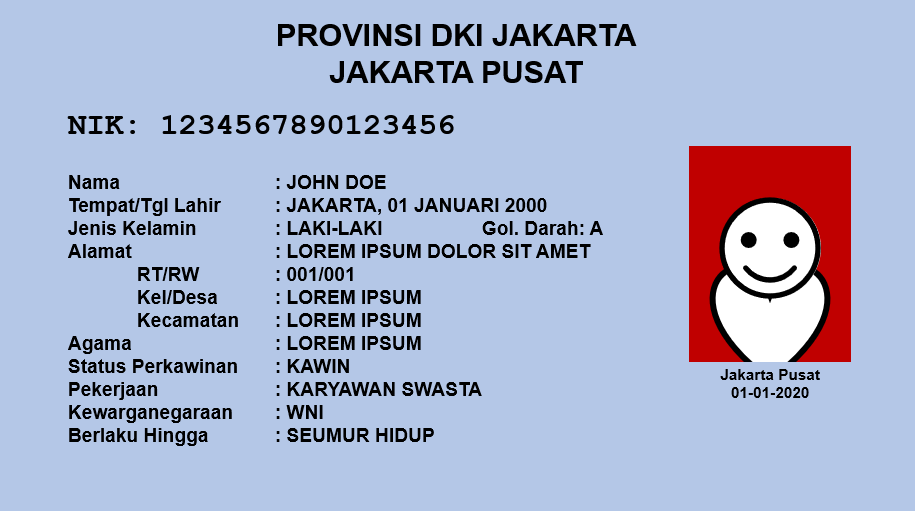 PROVINSI DKI JAKARTA
JAKARTA PUSAT
NIK: 1234567890123456
Nama : JOHN DOE
Tempat/Tgl Lahir : JAKARTA, 01 JANUARI 2000
Jenis Kelamin : LAKI-LAKI Gol. Darah: A
Alamat : LOREM IPSUM DOLOR SIT AMET
RT/RW : 001/001
Kel/Desa : LOREM IPSUM
Kecamatan : LOREM IPSUM
Agama : LOREM IPSUM
Status Perkawinan : KAWIN
Pekerjaan : KARYAWAN SWASTA
Kewarganegaraan : WNI
Berlaku Hingga : SEUMUR HIDUP
Jakarta Pusat
01-01-2020